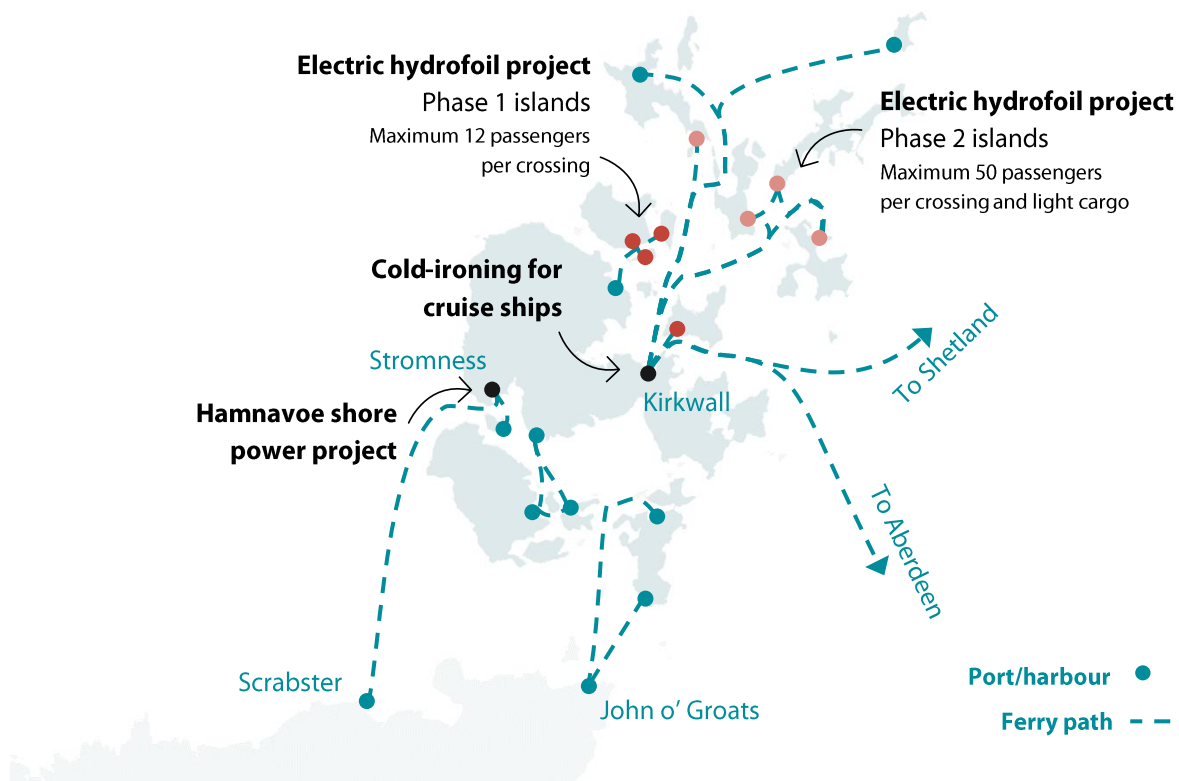 Electric hydrofoil project
Phase 1 islands
Maximum 12 passengers
per crossing
Electric hydrofoil project
Phase 2 islands
Maximum 50 passengers
per crossing and light cargo
Cold-ironing for
cruise ships
Stromness
Kirkwall
To Shetland
Hamnavoe shore
power project
To Aberdeen
Scrabster
John o’ Groats
Port/harbour
Ferry path